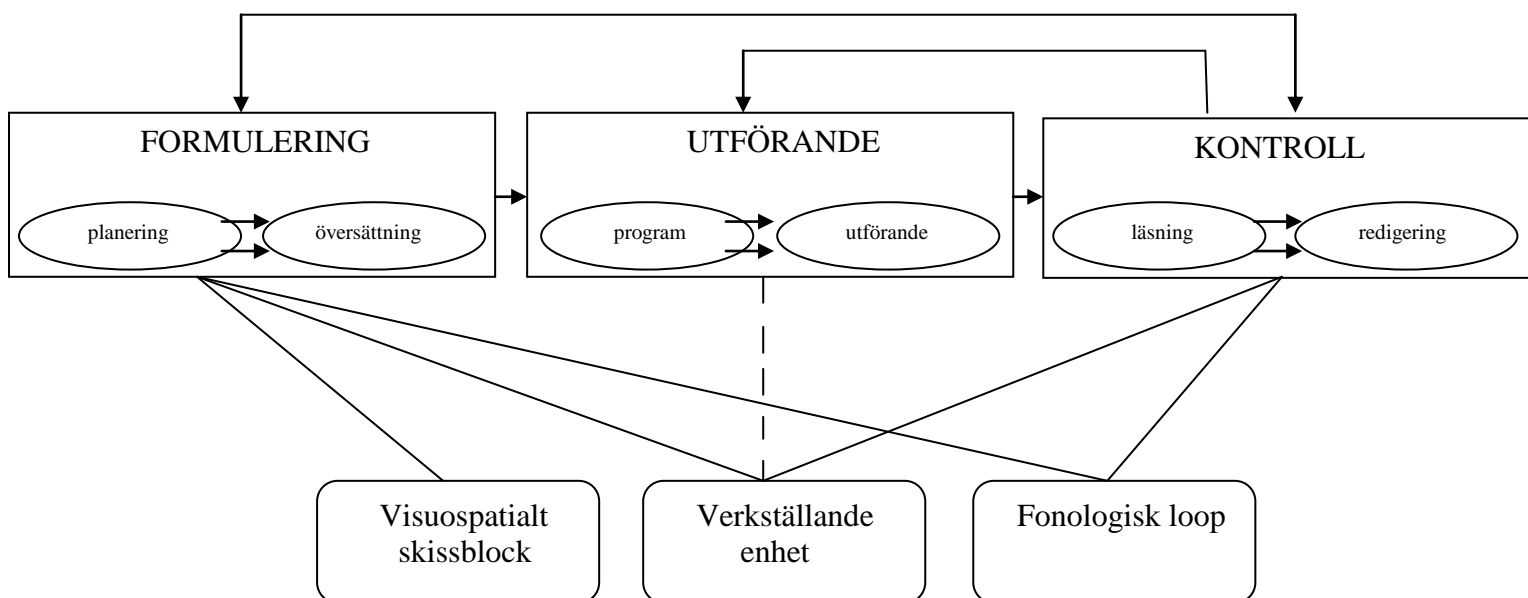 FORMULERING
planering
översättning
UTFÖRANDE
program
utförande
KONTROLL
läsning
redigering
Visuospatialt
skissblock
Verkställande
enhet
Fonologisk loop